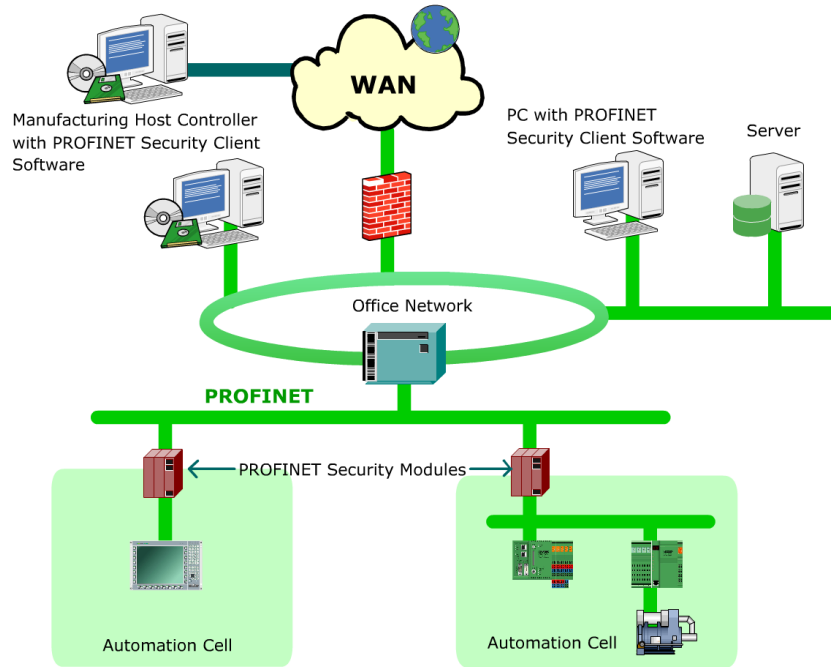 WAN
Manufacturing Host Controller
with PROFINET Security Client
Software
PC with PROFINET
Security Client Software
Server
Office Network
PROFINET
PROFINET Security Modules
Automation Cell
Automation Cell